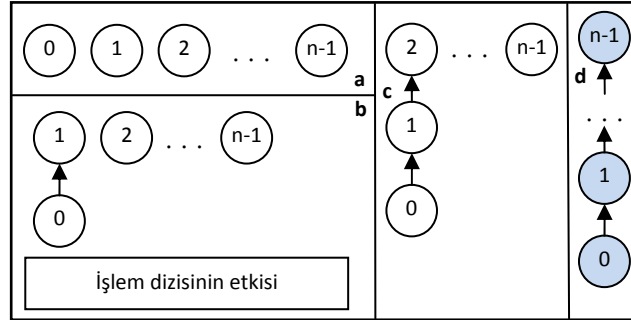 0 1 2 . . . n-1
a
b
1 2 . . . n-1
0
İşlem dizisinin etkisi
2 . . . n-1
c
1
0
n-1
d
. . .
1
0